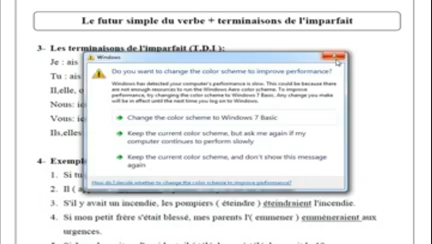 Le futur simple du verbe + terminaisons de l'imparfait
3- Les terminaisons de l'imparfait (T.D.I) :
Je : ais
Tu : ais
Il,elle,
Nous:
Vous:
Ils,elles
Windows
Do you want to change the color scheme to improve performance?
Windows has detected your computer's performance is slow. This could be because there
are not enough resources to run the Windows Aero color scheme. To improve
performance, try changing the color scheme to Windows 7 Basic. Any change you make
will be in effect until the next time you log on to Windows.
Change the color scheme to Windows 7 Basic
Keep the current color scheme, but ask me again if my
computer continues to perform slowly
Keep the current color scheme, and don't show this message
again
How do I decide whether to change the color scheme to improve performance?
4- Exemp
1. Si tu
2. Il (
3. S'il y avait un incendie, les pompiers ( éteindre ) éteindraient l'incendie.
4. Si mon petit frère s'était blessé, mes parents l'( emmener ) emmèneraient aux
urgences.